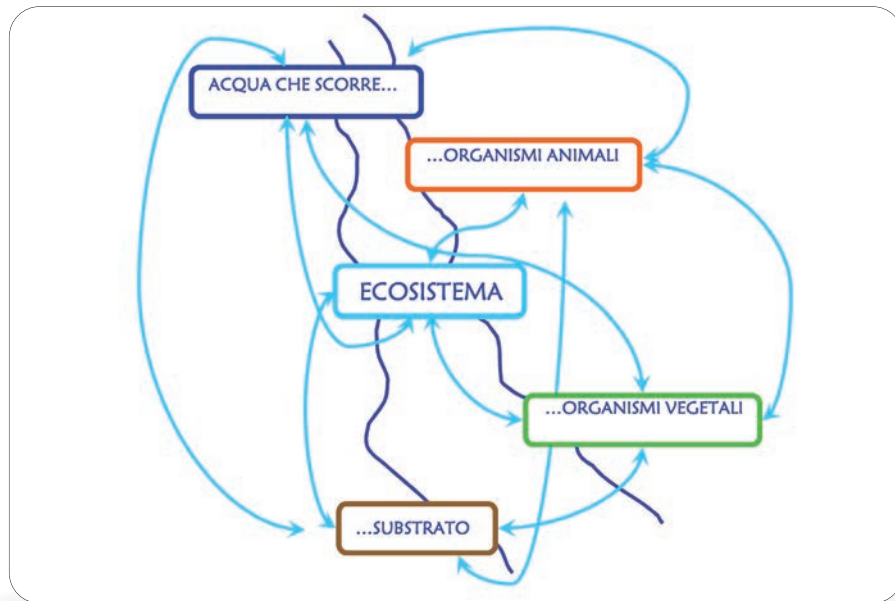 ACQUA CHE SCORRE...
...ORGANISMI ANIMALI
ECOSISTEMA
...ORGANISMI VEGETALI
...SUBSTRATO